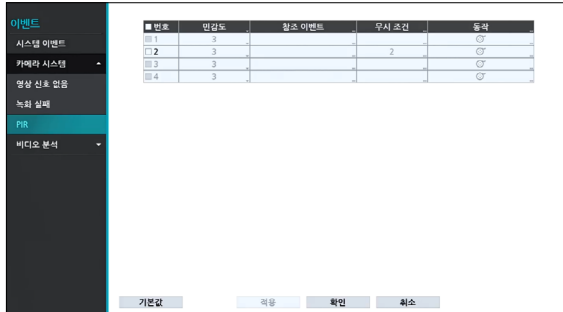 이벤트
시스템 이벤트
카메라 시스템
영상 신호 없음
녹화 실패
PIR
비디오 분석
번호 민감도 참조 이벤트 무시 조건 동작
1 3
2 3 2
3 3
4 3
기본값 적용 확인 취소